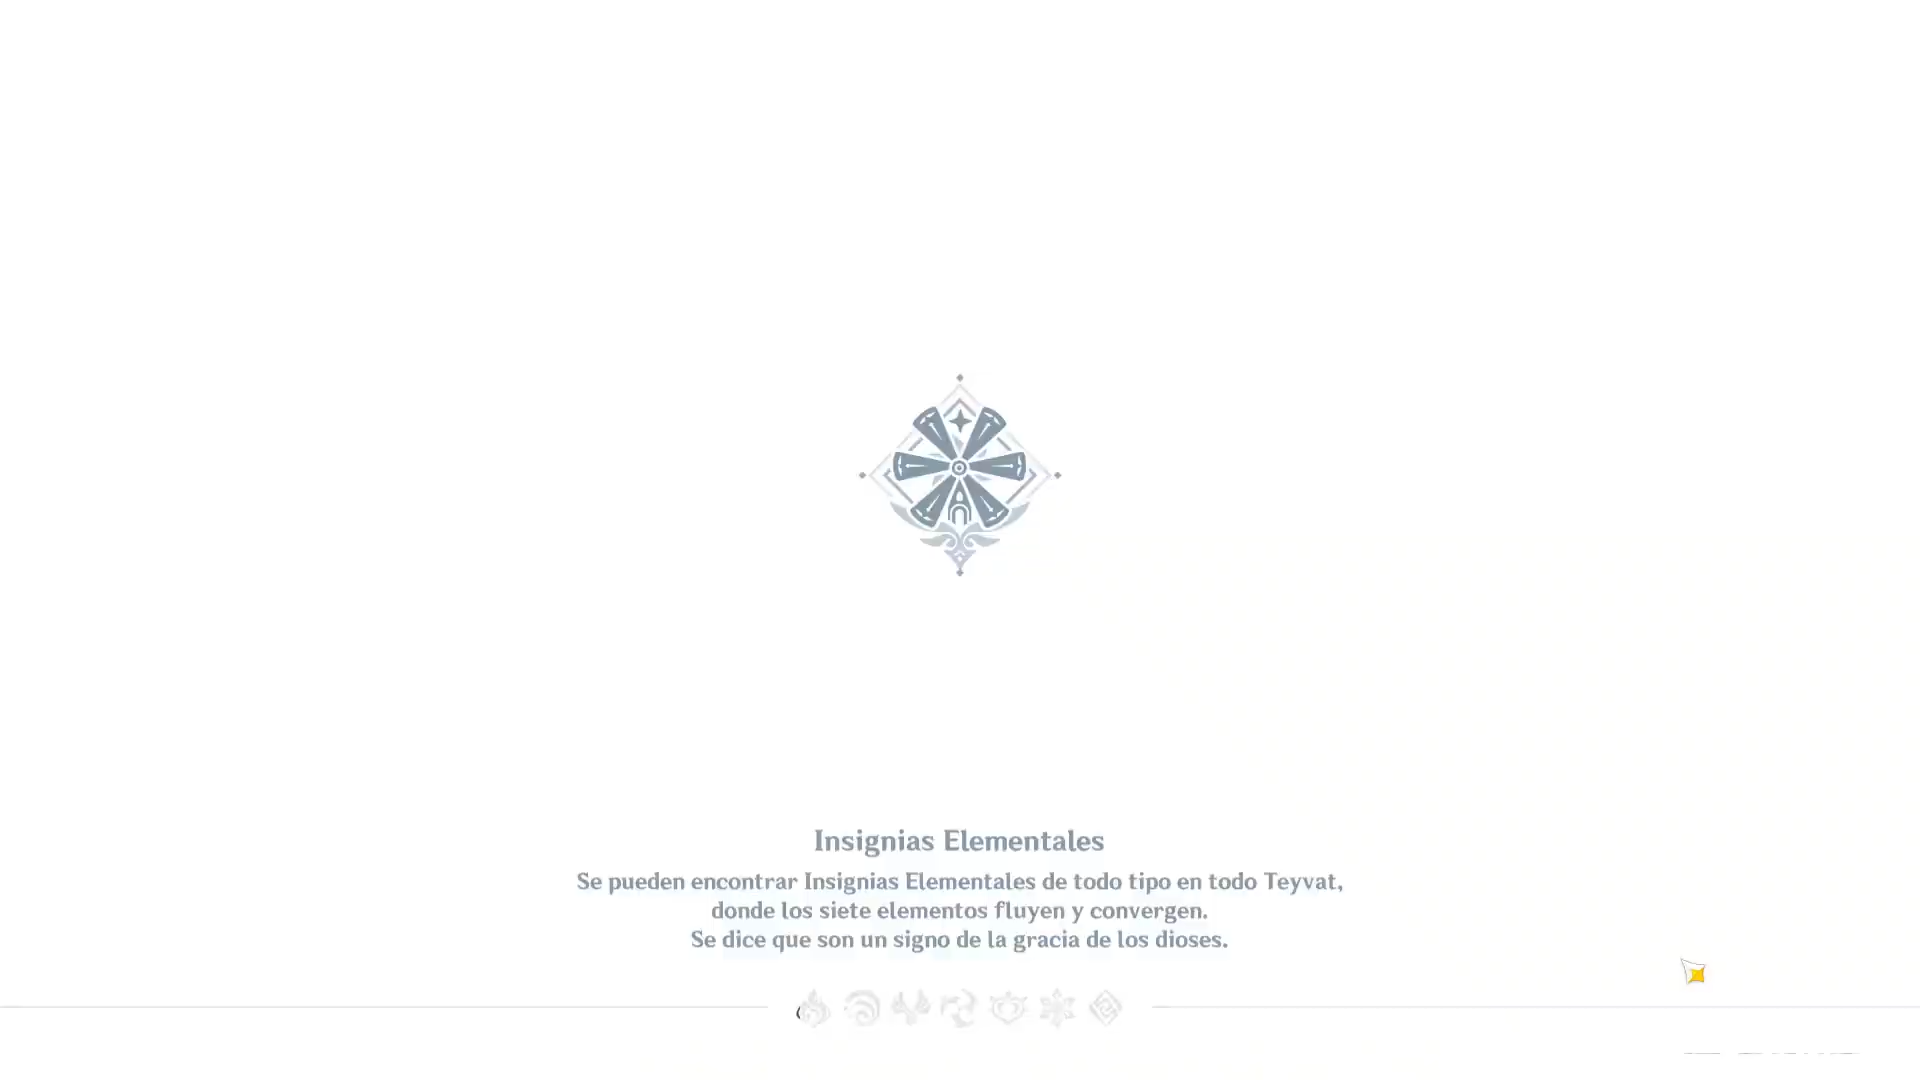 Insignias Elementales
Se pueden encontrar Insignias Elementales de todo tipo en todo Teyvat,
donde los siete elementos fluyen y convergen.
Se dice que son un signo de la gracia de los dioses.